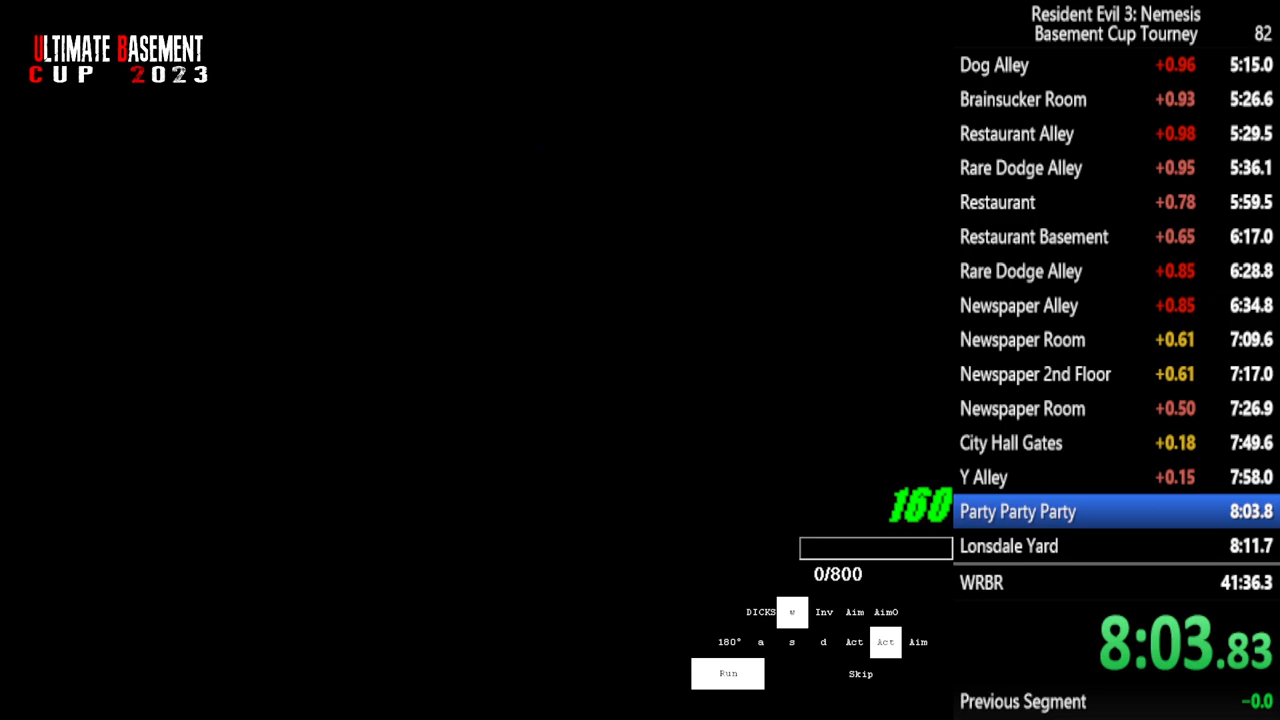 ULTIMATE BASEMENT
CUP 2023
Resident Evil 3: Nemesis
Basement Cup Tourney 82
Dog Alley +0.96 5:15.0
Brainsucker Room +0.93 5:26.6
Restaurant Alley +0.98 5:29.5
Rare Dodge Alley +0.95 5:36.1
Restaurant +0.78 5:59.5
Restaurant Basement +0.65 6:17.0
Rare Dodge Alley +0.85 6:28.8
Newspaper Alley +0.85 6:34.8
Newspaper Room +0.61 7:09.6
Newspaper 2nd Floor +0.61 7:17.0
Newspaper Room +0.50 7:26.9
City Hall Gates +0.18 7:49.6
Y Alley +0.15 7:58.0
160
Party Party Party 8:03.8
Lonsdale Yard 8:11.7
0/800
WRBR 41:36.3
DICKS w Inv Aim AimO
180° a s d Act Act Aim
Run Skip
8:03.83
Previous Segment -0.0